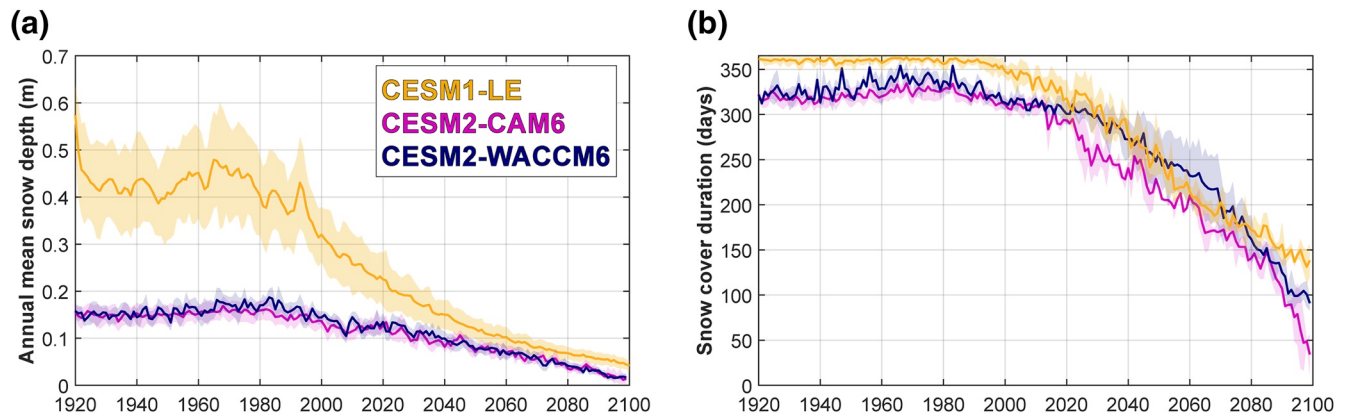 (a)
Annual mean snow depth (m)
0.7
0.6
0.5
0.4
0.3
0.2
0.1
0
1920 1940 1960 1980 2000 2020 2040 2060 2080 2100
CESM1-LE
CESM2-CAM6
CESM2-WACCM6
(b)
Snow cover duration (days)
350
300
250
200
150
100
50
0
1920 1940 1960 1980 2000 2020 2040 2060 2080 2100